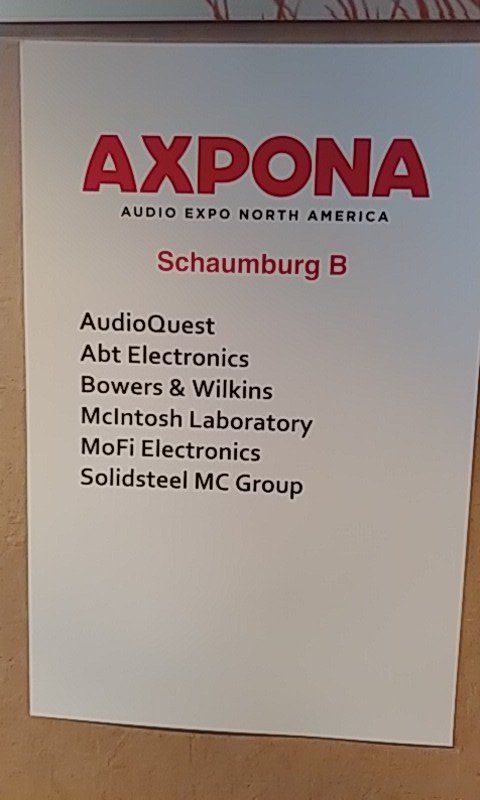 AXPONA
AUDIO EXPO NORTH AMERICA
Schaumburg B
AudioQuest
Abt Electronics
Bowers & Wilkins
McIntosh Laboratory
MoFi Electronics
Solidsteel MC Group